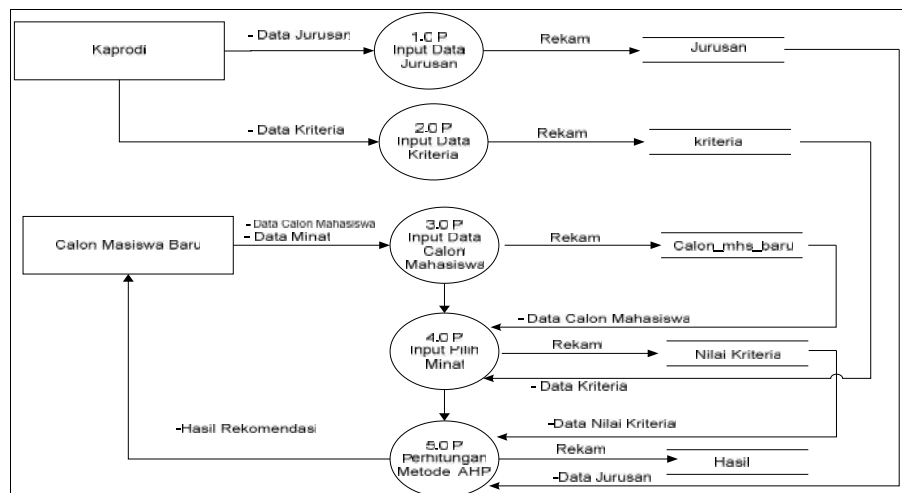 Kaprodi
- Data Jurusan
1.0 P
Input Data
Jurusan
Rekam
Jurusan
- Data Kriteria
2.0 P
Input Data
Kriteria
Rekam
kriteria
Calon Masiswa Baru
- Data Calon Mahasiswa
- Data Minat
3.0 P
Input Data
Calon
Mahasiswa
Rekam
Calon_mhs_baru
- Data Calon Mahasiswa
4.0 P
Input Pilih
Minat
Rekam
Nilai Kriteria
- Data Kriteria
-Hasil Rekomendasi
-Data Nilai Kriteria
5.0 P
Perhitungan
Metode AHP
Rekam
Hasil
-Data Jurusan